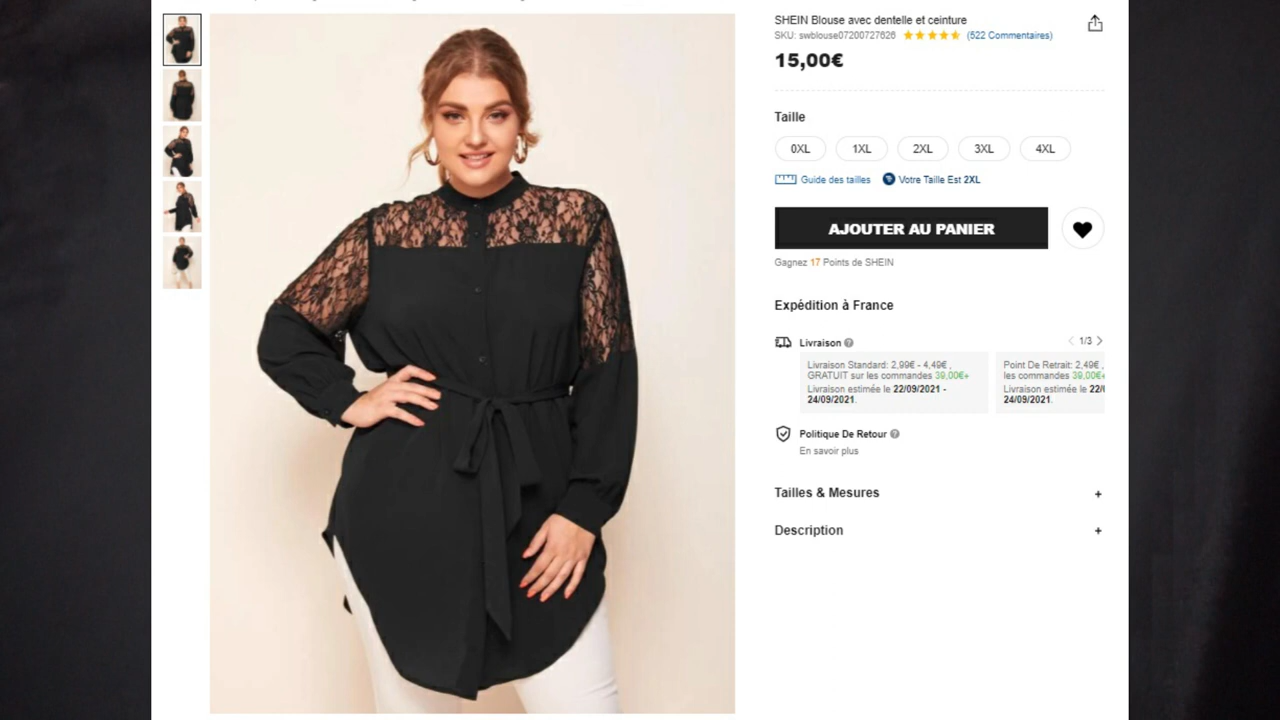 SHEIN Blouse avec dentelle et ceinture
SKU: swblouse07200727626 (522 Commentaires)
15,00€
Taille
0XL 1XL 2XL 3XL 4XL
Guide des tailles Votre Taille Est 2XL
AJOUTER AU PANIER
Gagnez 17 Points de SHEIN
Expédition à France
Livraison 1/3
Livraison Standard: 2,99€ - 4,49€ ,
GRATUIT sur les commandes 39,00€+
Livraison estimée le 22/09/2021 -
24/09/2021.
Point De Retrait: 2,49€ ,
les commandes 39,00€+
Livraison estimée le 22/
24/09/2021.
Politique De Retour
En savoir plus
Tailles & Mesures +
Description +